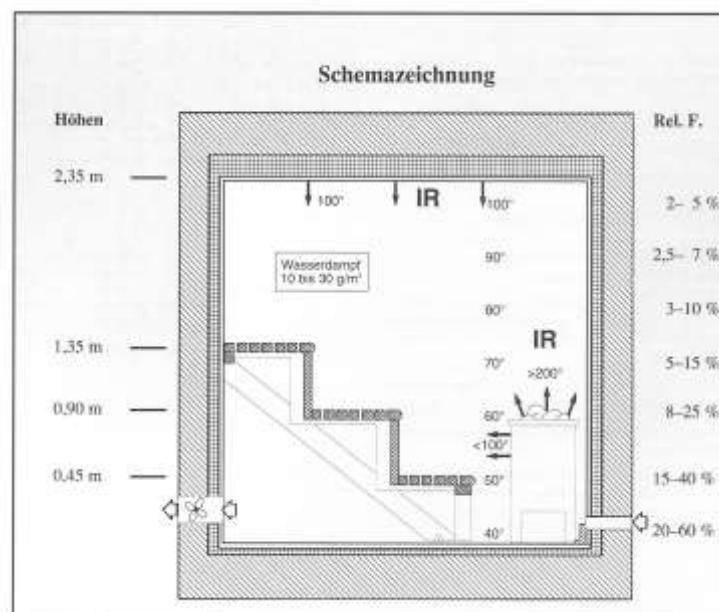 Schemazeichnung
Höhen
Rel. F.
2,35 m
IR
100°
100°
2– 5 %
Wasserdampf
10 bis 30 g/m³
90°
2,5– 7 %
80°
3–10 %
1,35 m
IR
70°
5–15 %
>200°
0,90 m
60°
8–25 %
<100°
0,45 m
50°
15–40 %
40°
20–60 %